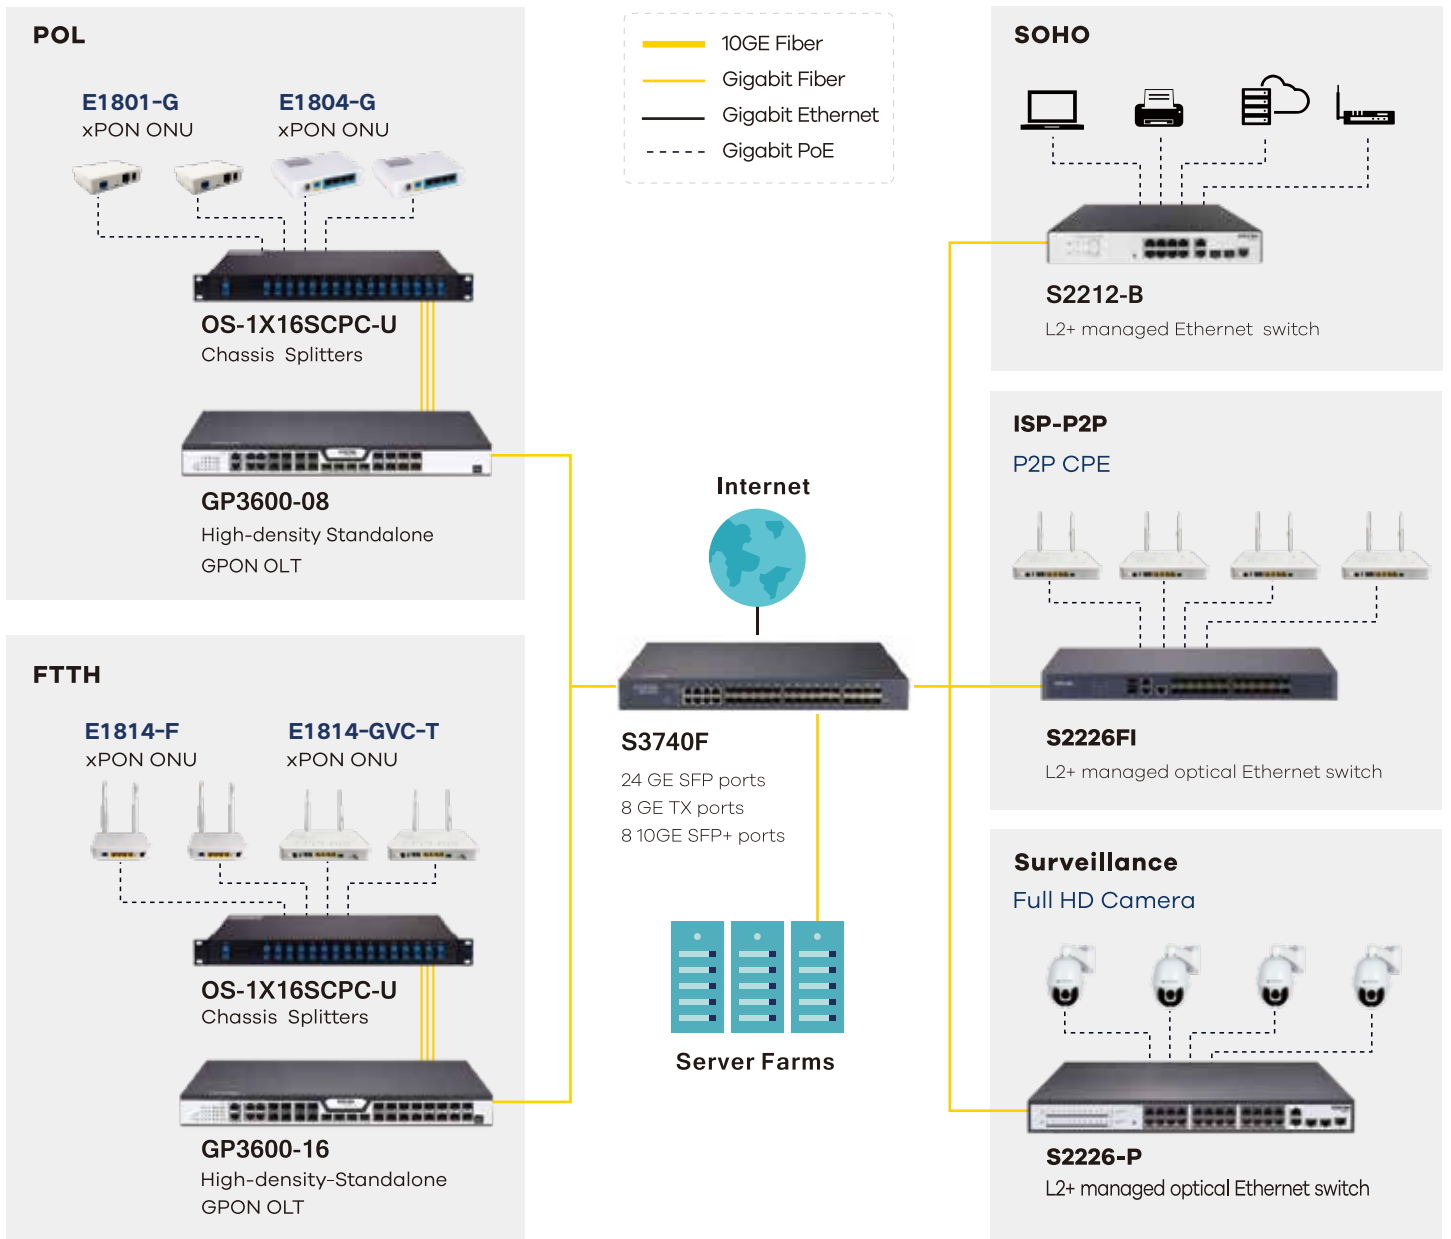 POL
E1801-G
xPON ONU
E1804-G
xPON ONU
OS-1X16SCPC-U
Chassis Splitters
GP3600-08
High-density Standalone
GPON OLT
FTTH
E1814-F
xPON ONU
E1814-GVC-T
xPON ONU
OS-1X16SCPC-U
Chassis Splitters
GP3600-16
High-density-Standalone
GPON OLT
10GE Fiber
Gigabit Fiber
Gigabit Ethernet
Gigabit PoE
Internet
S3740F
24 GE SFP ports
8 GE TX ports
8 10GE SFP+ ports
Server Farms
SOHO
S2212-B
L2+ managed Ethernet switch
ISP-P2P
P2P CPE
S2226FI
L2+ managed optical Ethernet switch
Surveillance
Full HD Camera
S2226-P
L2+ managed optical Ethernet switch